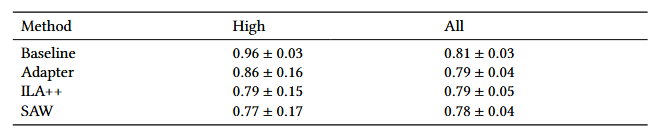 Method High All
Baseline 0.96 ± 0.03 0.81 ± 0.03
Adapter 0.86 ± 0.16 0.79 ± 0.04
ILA++ 0.79 ± 0.15 0.79 ± 0.05
SAW 0.77 ± 0.17 0.78 ± 0.04